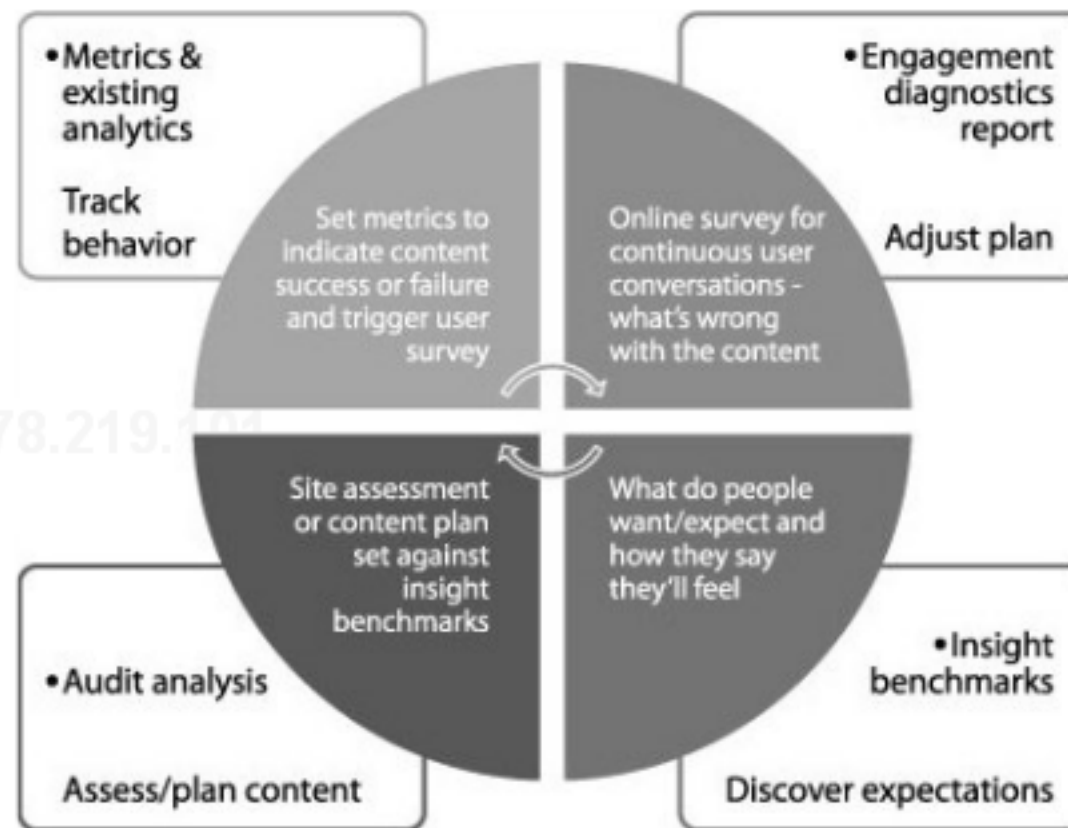 •Metrics &
existing
analytics
Track
behavior
Set metrics to
indicate content
success or failure
and trigger user
survey
Online survey for
continuous user
conversations -
what's wrong
with the content
•Engagement
diagnostics
report
Adjust plan
78.219.101
Site assessment
or content plan
set against
insight
benchmarks
What do people
want/expect and
how they say
they'll feel
•Audit analysis
Assess/plan content
•Insight
benchmarks
Discover expectations